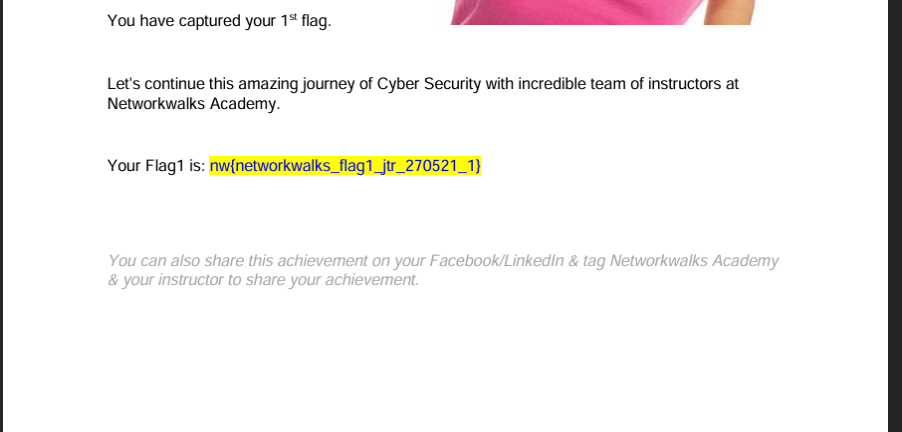 You have captured your 1st flag.
Let's continue this amazing journey of Cyber Security with incredible team of instructors at
Networkwalks Academy.
Your Flag1 is: nw{networkwalks_flag1_jtr_270521_1}
You can also share this achievement on your Facebook/LinkedIn & tag Networkwalks Academy
& your instructor to share your achievement.